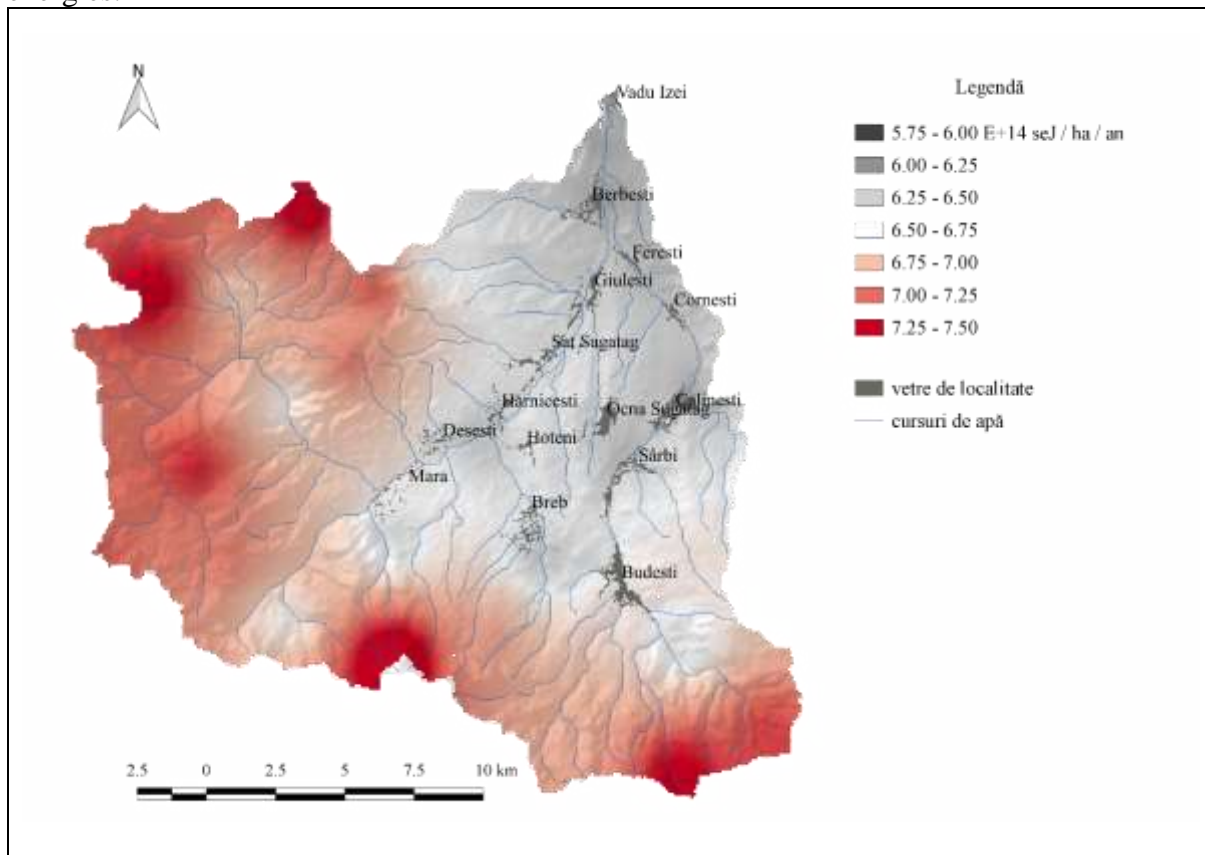 N
Vadu Izei
Berbesti
Feresti
Giulesti
Cornesti
Sat Sugatag
Harnicesti
Ocna Sugatag
Calinesti
Desesti
Hoteni
Sârbi
Mara
Breb
Budesti
2.5 0 2.5 5 7.5 10 km
Legendă
5.75 - 6.00 E+14 seJ / ha / an
6.00 - 6.25
6.25 - 6.50
6.50 - 6.75
6.75 - 7.00
7.00 - 7.25
7.25 - 7.50
vetre de localitate
cursuri de apă